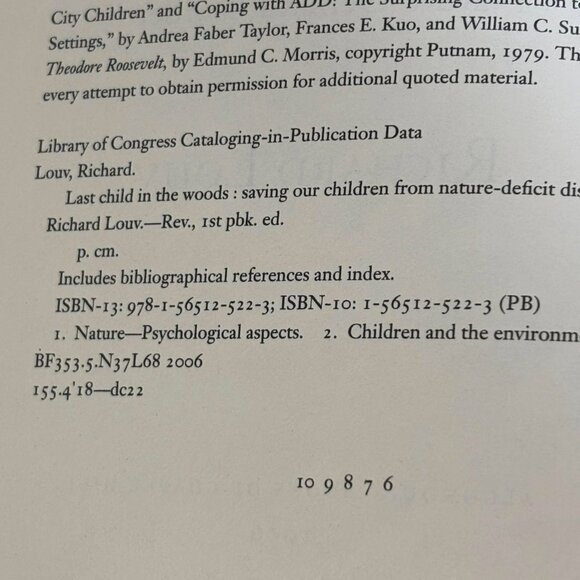 City Children” and “Coping with ADD: The Surprising Connection to
Settings,” by Andrea Faber Taylor, Frances E. Kuo, and William C. Su
Theodore Roosevelt, by Edmund C. Morris, copyright Putnam, 1979. Th
every attempt to obtain permission for additional quoted material.
Library of Congress Cataloging-in-Publication Data
Louv, Richard.
Last child in the woods : saving our children from nature-deficit dis
Richard Louv.—Rev., 1st pbk. ed.
p. cm.
Includes bibliographical references and index.
ISBN-13: 978-1-56512-522-3; ISBN-10: 1-56512-522-3 (PB)
1. Nature—Psychological aspects. 2. Children and the environm
BF353.5.N37L68 2006
155.4'18—dc22
10 9 8 7 6